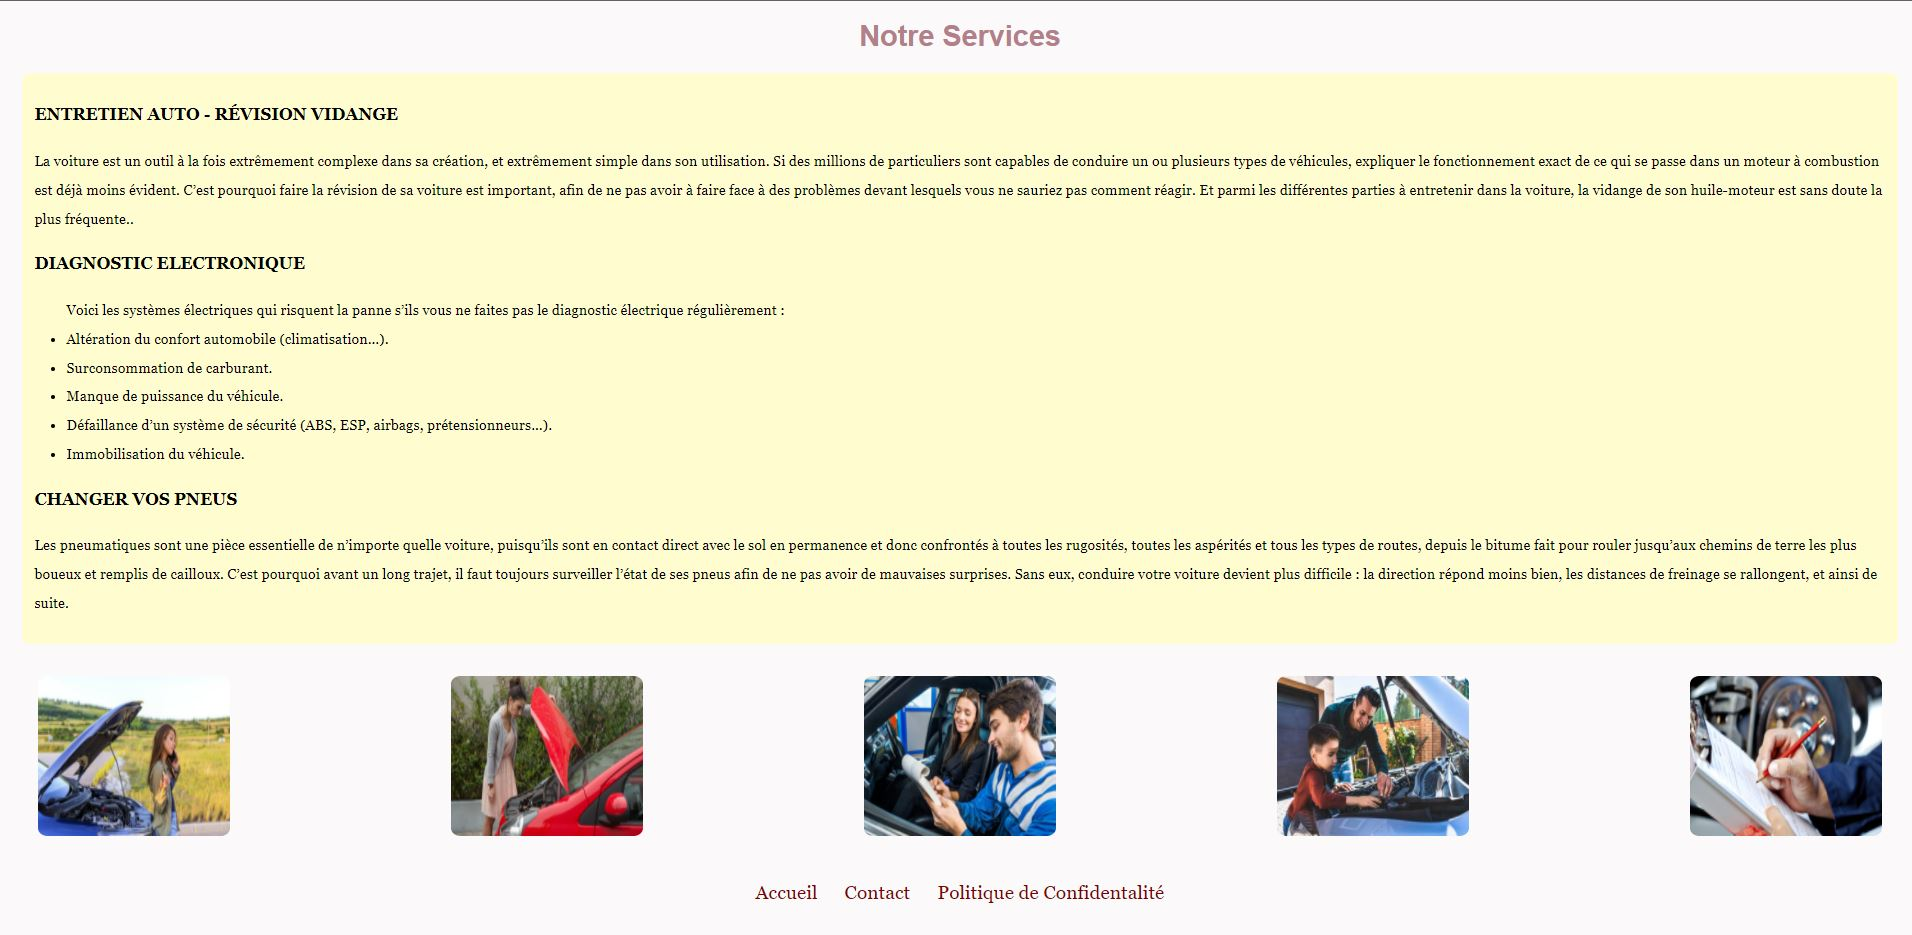 Notre Services
ENTRETIEN AUTO - RÉVISION VIDANGE
La voiture est un outil à la fois extrêmement complexe dans sa création, et extrêmement simple dans son utilisation. Si des millions de particuliers sont capables de conduire un ou plusieurs types de véhicules, expliquer le fonctionnement exact de ce qui se passe dans un moteur à combustion
est déjà moins évident. C’est pourquoi faire la révision de sa voiture est important, afin de ne pas avoir à faire face à des problèmes devant lesquels vous ne sauriez pas comment réagir. Et parmi les différentes parties à entretenir dans la voiture, la vidange de son huile-moteur est sans doute la
plus fréquente..
DIAGNOSTIC ELECTRONIQUE
Voici les systèmes électriques qui risquent la panne s’ils vous ne faites pas le diagnostic électrique régulièrement :
• Altération du confort automobile (climatisation…).
• Surconsommation de carburant.
• Manque de puissance du véhicule.
• Défaillance d’un système de sécurité (ABS, ESP, airbags, prétensionneurs…).
• Immobilisation du véhicule.
CHANGER VOS PNEUS
Les pneumatiques sont une pièce essentielle de n’importe quelle voiture, puisqu’ils sont en contact direct avec le sol en permanence et donc confrontés à toutes les rugosités, toutes les aspérités et tous les types de routes, depuis le bitume fait pour rouler jusqu’aux chemins de terre les plus
boueux et remplis de cailloux. C’est pourquoi avant un long trajet, il faut toujours surveiller l’état de ses pneus afin de ne pas avoir de mauvaises surprises. Sans eux, conduire votre voiture devient plus difficile : la direction répond moins bien, les distances de freinage se rallongent, et ainsi de
suite.
Accueil Contact Politique de Confidentalité